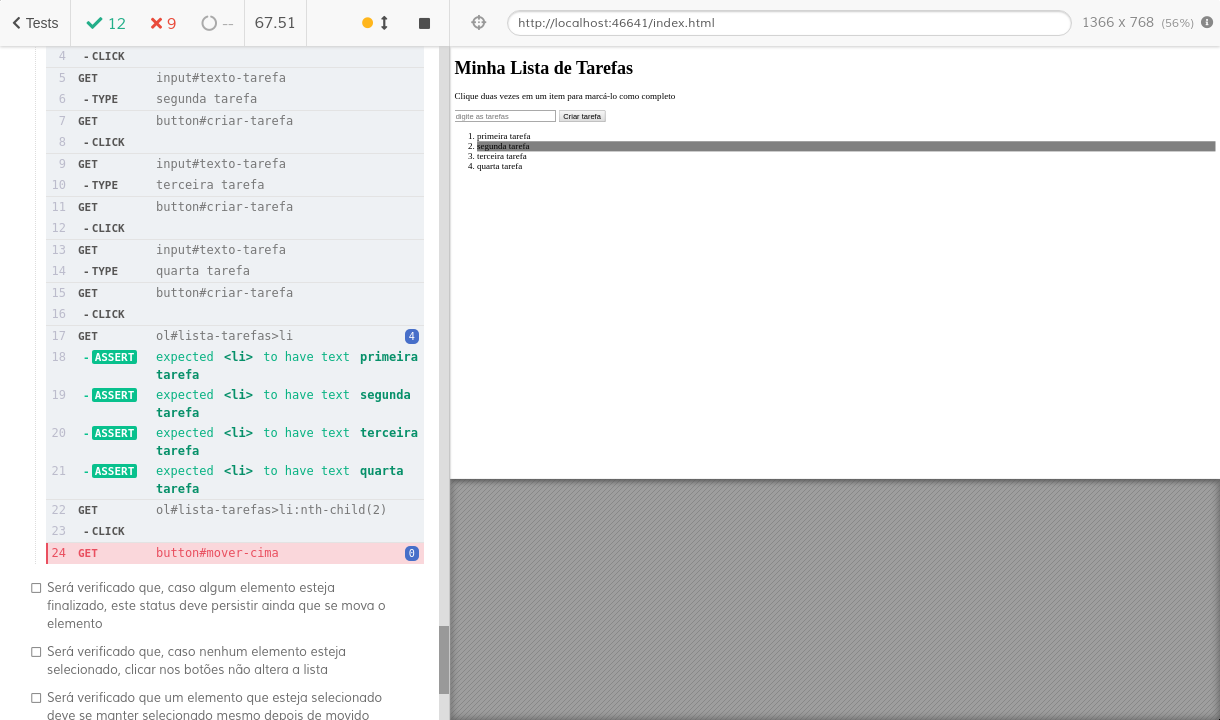 Tests 12 9 -- 67.51 http://localhost:46641/index.html 1366 x 768 (56%)
4 - CLICK
5 GET input#texto-tarefa
6 - TYPE segunda tarefa
7 GET button#criar-tarefa
8 - CLICK
9 GET input#texto-tarefa
10 - TYPE terceira tarefa
11 GET button#criar-tarefa
12 - CLICK
13 GET input#texto-tarefa
14 - TYPE quarta tarefa
15 GET button#criar-tarefa
16 - CLICK
17 GET ol#lista-tarefas>li 4
18 - ASSERT expected <li> to have text primeira
tarefa
19 - ASSERT expected <li> to have text segunda
tarefa
20 - ASSERT expected <li> to have text terceira
tarefa
21 - ASSERT expected <li> to have text quarta
tarefa
22 GET ol#lista-tarefas>li:nth-child(2)
23 - CLICK
24 GET button#mover-cima 0
Será verificado que, caso algum elemento esteja
finalizado, este status deve persistir ainda que se mova o
elemento
Será verificado que, caso nenhum elemento esteja
selecionado, clicar nos botões não altera a lista
Será verificado que um elemento que esteja selecionado
deve se manter selecionado mesmo depois de movido
Minha Lista de Tarefas
Clique duas vezes em um item para marcá-lo como completo
digite as tarefas Criar tarefa
1. primeira tarefa
2. segunda tarefa
3. terceira tarefa
4. quarta tarefa